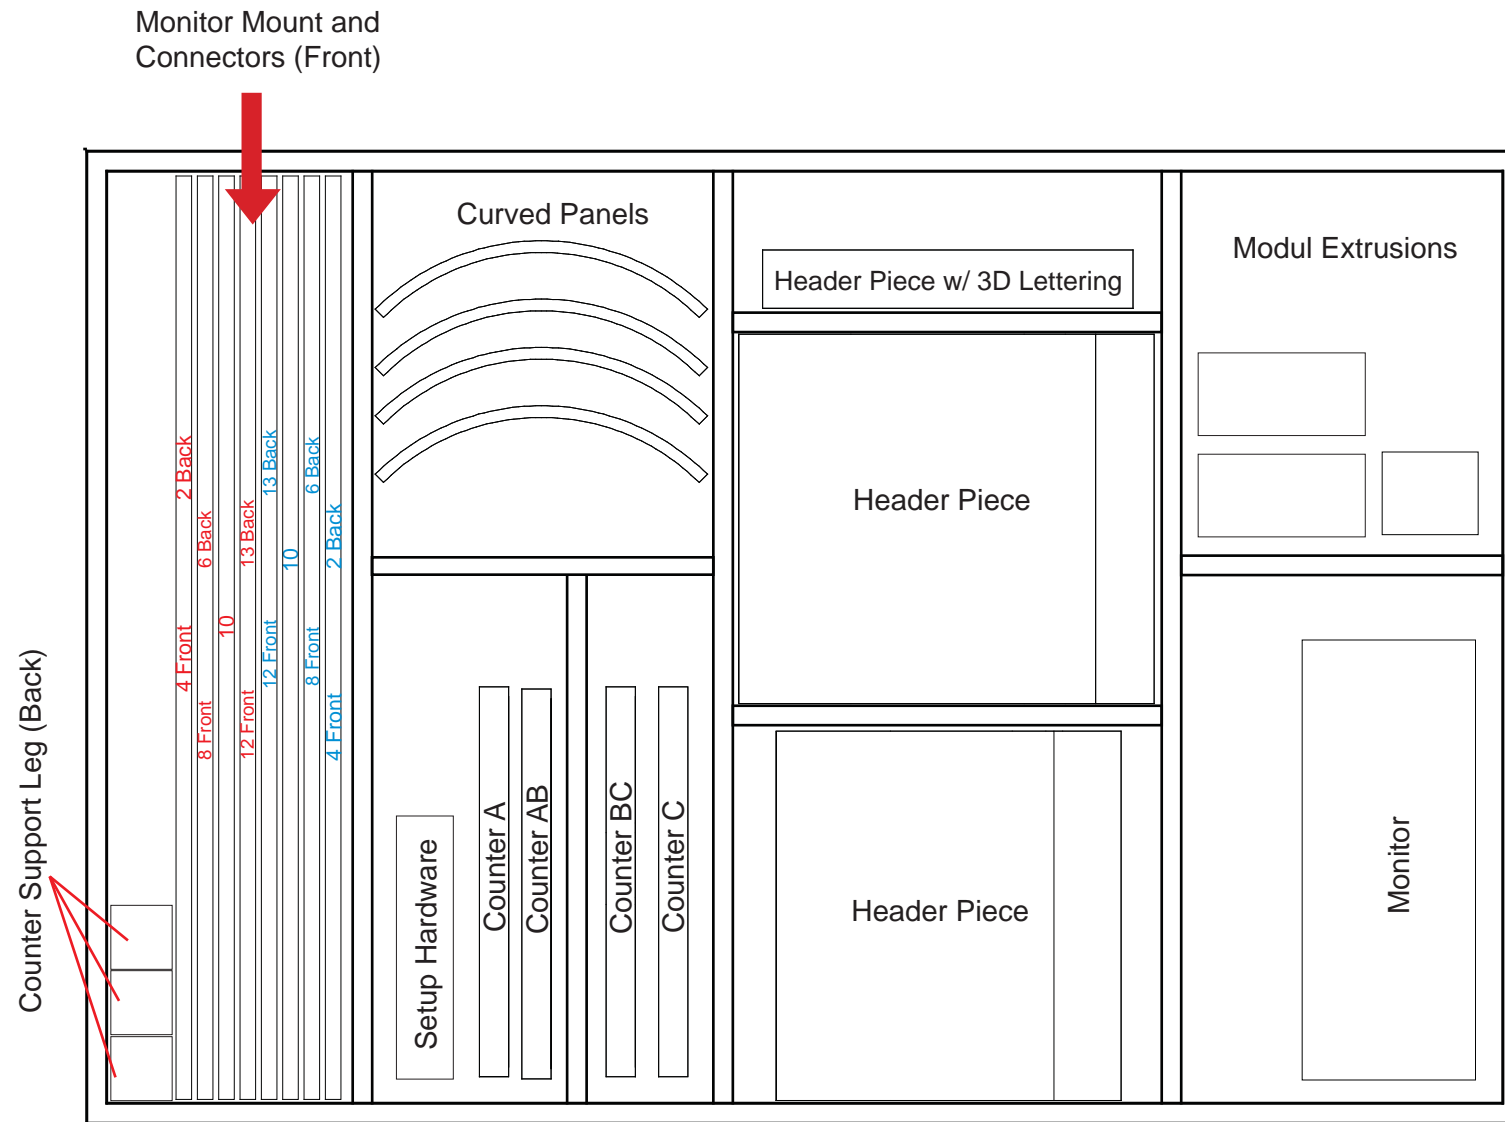 Monitor Mount and
Connectors (Front)
Curved Panels
Header Piece w/ 3D Lettering
Modul Extrusions
Header Piece
2 Back
4 Front
6 Back
8 Front
10
13 Back
12 Front
13 Back
12 Front
10
6 Back
8 Front
2 Back
4 Front
Counter Support Leg (Back)
Setup Hardware
Counter A
Counter AB
Counter BC
Counter C
Header Piece
Monitor